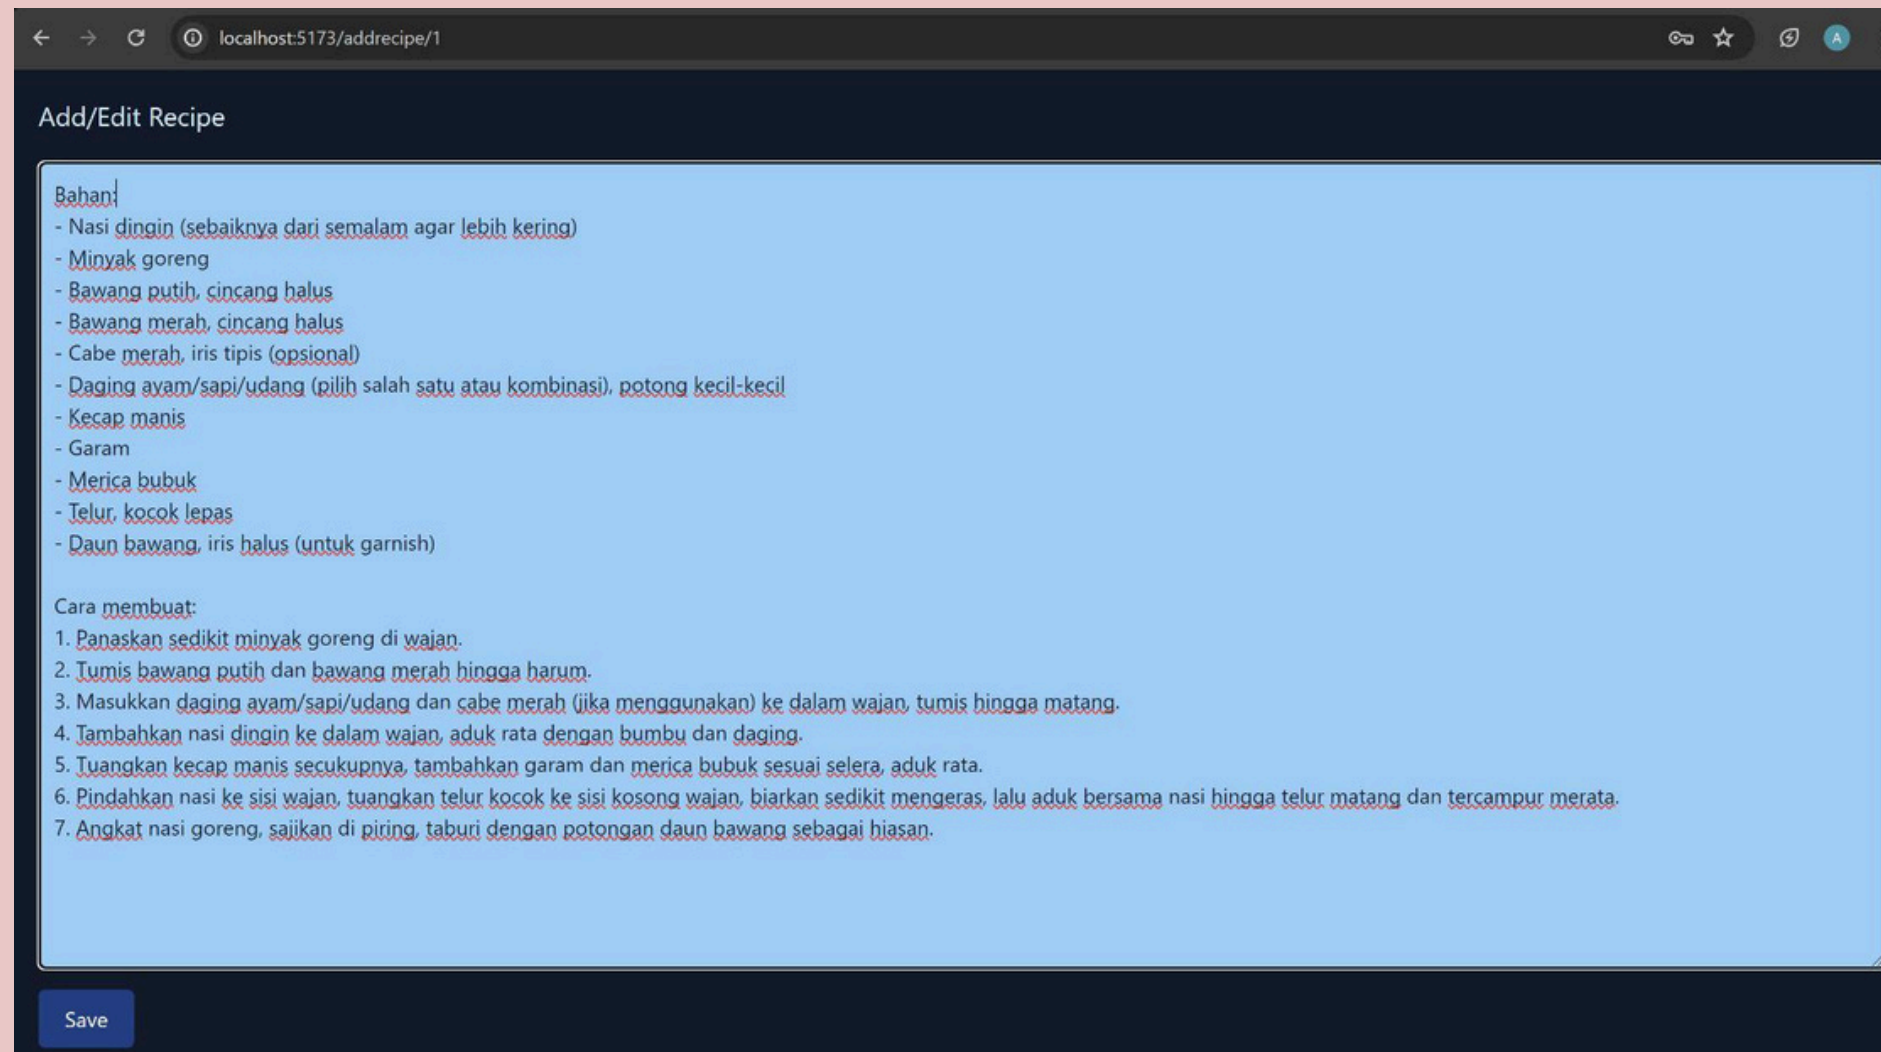 localhost:5173/addrecipe/1
A
Add/Edit Recipe
Bahan:
- Nasi dingin (sebaiknya dari semalam agar lebih kering)
- Minyak goreng
- Bawang putih, cincang halus
- Bawang merah, cincang halus
- Cabe merah, iris tipis (opsional)
- Daging ayam/sapi/udang (pilih salah satu atau kombinasi), potong kecil-kecil
- Kecap manis
- Garam
- Merica bubuk
- Telur, kocok lepas
- Daun bawang, iris halus (untuk garnish)
Cara membuat:
1. Panaskan sedikit minyak goreng di wajan.
2. Tumis bawang putih dan bawang merah hingga harum.
3. Masukkan daging ayam/sapi/udang dan cabe merah (jika menggunakan) ke dalam wajan, tumis hingga matang.
4. Tambahkan nasi dingin ke dalam wajan, aduk rata dengan bumbu dan daging.
5. Tuangkan kecap manis secukupnya, tambahkan garam dan merica bubuk sesuai selera, aduk rata.
6. Pindahkan nasi ke sisi wajan, tuangkan telur kocok ke sisi kosong wajan, biarkan sedikit mengeras, lalu aduk bersama nasi hingga telur matang dan tercampur merata.
7. Angkat nasi goreng, sajikan di piring, taburi dengan potongan daun bawang sebagai hiasan.
Save